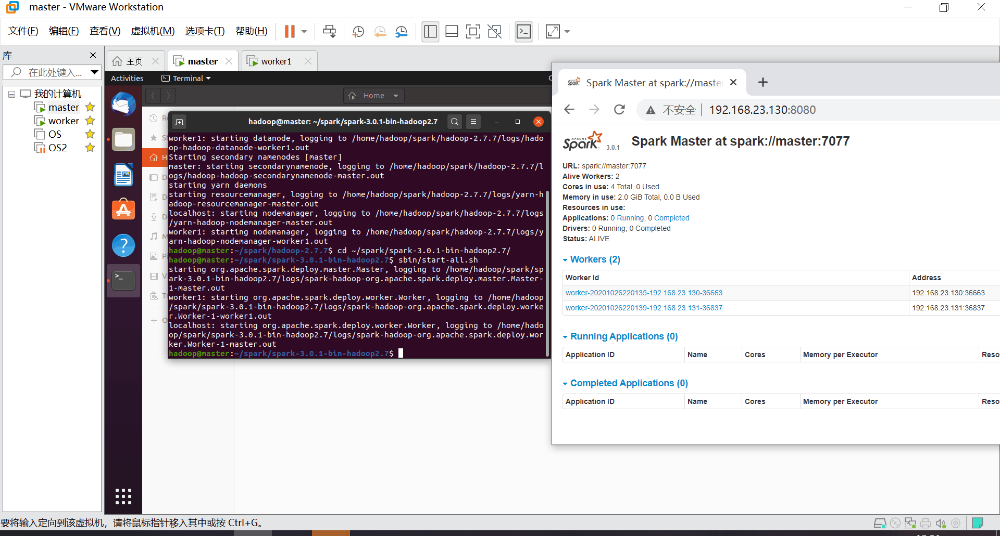 master - VMware Workstation
文件(F) 编辑(E) 查看(V) 虚拟机(M) 选项卡(T) 帮助(H)
库
在此处键入...
我的计算机
master
worker
OS
OS2
主页 master worker1
Activities Terminal
Home
hadoop@master: ~/spark/spark-3.0.1-bin-hadoop2.7
worker1: starting datanode, logging to /home/hadoop/spark/hadoop-2.7.7/logs/hado
op-hadoop-datanode-worker1.out
Starting secondary namenodes [master]
master: starting secondarynamenode, logging to /home/hadoop/spark/hadoop-2.7.7/l
ogs/hadoop-hadoop-secondarynamenode-master.out
starting yarn daemons
starting resourcemanager, logging to /home/hadoop/spark/hadoop-2.7.7/logs/yarn-h
adoop-resourcemanager-master.out
localhost: starting nodemanager, logging to /home/hadoop/spark/hadoop-2.7.7/logs
/yarn-hadoop-nodemanager-master.out
worker1: starting nodemanager, logging to /home/hadoop/spark/hadoop-2.7.7/logs/y
arn-hadoop-nodemanager-worker1.out
hadoop@master:~/spark/hadoop-2.7.7$ cd ~/spark/spark-3.0.1-bin-hadoop2.7/
hadoop@master:~/spark/spark-3.0.1-bin-hadoop2.7$ sbin/start-all.sh
starting org.apache.spark.deploy.master.Master, logging to /home/hadoop/spark/sp
ark-3.0.1-bin-hadoop2.7/logs/spark-hadoop-org.apache.spark.deploy.master.Master-
1-master.out
worker1: starting org.apache.spark.deploy.worker.Worker, logging to /home/hadoop
/spark/spark-3.0.1-bin-hadoop2.7/logs/spark-hadoop-org.apache.spark.deploy.worke
r.Worker-1-worker1.out
localhost: starting org.apache.spark.deploy.worker.Worker, logging to /home/hado
op/spark/spark-3.0.1-bin-hadoop2.7/logs/spark-hadoop-org.apache.spark.deploy.wor
ker.Worker-1-master.out
hadoop@master:~/spark/spark-3.0.1-bin-hadoop2.7$
Spark Master at spark://master
不安全 192.168.23.130:8080
APACHE Spark 3.0.1 Spark Master at spark://master:7077
URL: spark://master:7077
Alive Workers: 2
Cores in use: 4 Total, 0 Used
Memory in use: 2.0 GiB Total, 0.0 B Used
Resources in use:
Applications: 0 Running, 0 Completed
Drivers: 0 Running, 0 Completed
Status: ALIVE
Workers (2)
Worker Id Address
worker-20201026220135-192.168.23.130-36663 192.168.23.130:36663
worker-20201026220139-192.168.23.131-36837 192.168.23.131:36837
Running Applications (0)
Application ID Name Cores Memory per Executor Reso
Completed Applications (0)
Application ID Name Cores Memory per Executor Reso
要将输入定向到该虚拟机，请将鼠标指针移入其中或按 Ctrl+G。